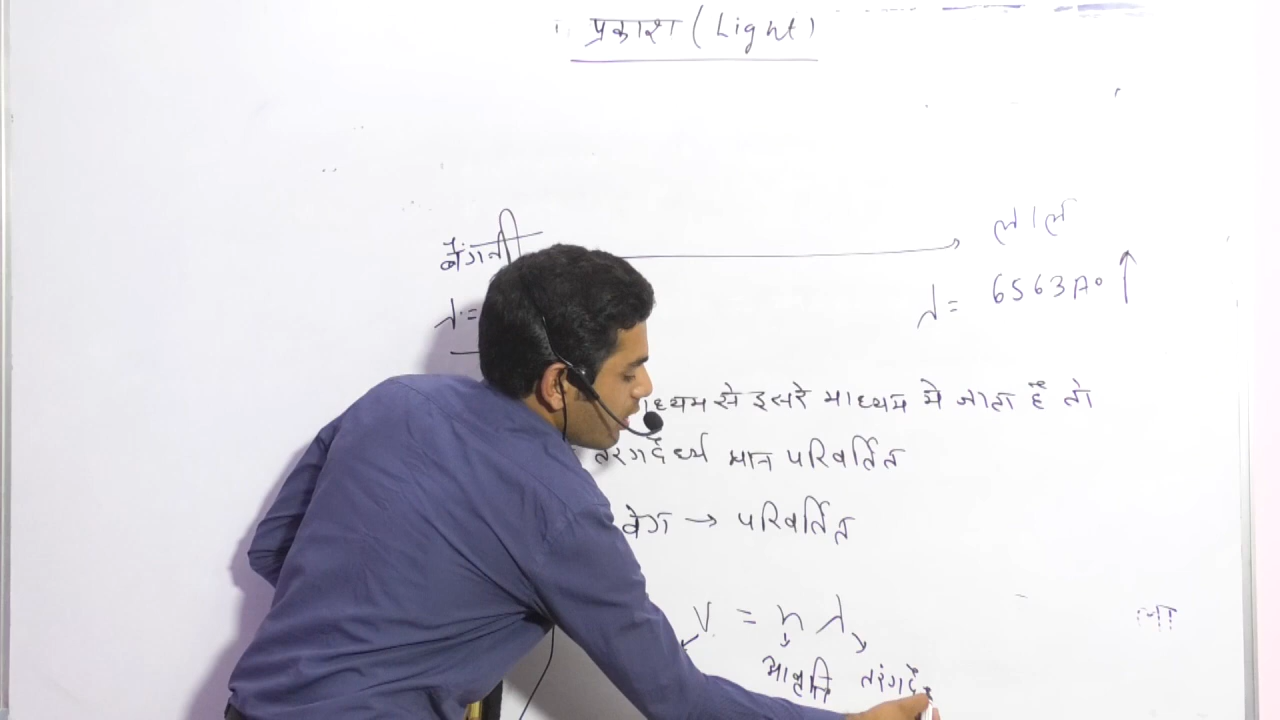 प्रकाश (Light)
बैंगनी → लाल
λ = λ = 6563A° ↑
ाध्यम से दूसरे माध्यम मे जाता है तो
तरंगदैर्ध्य मान परिवर्तित
वेग → परिवर्तित
V = n λ
आवृत्ति तरंगदै
ला